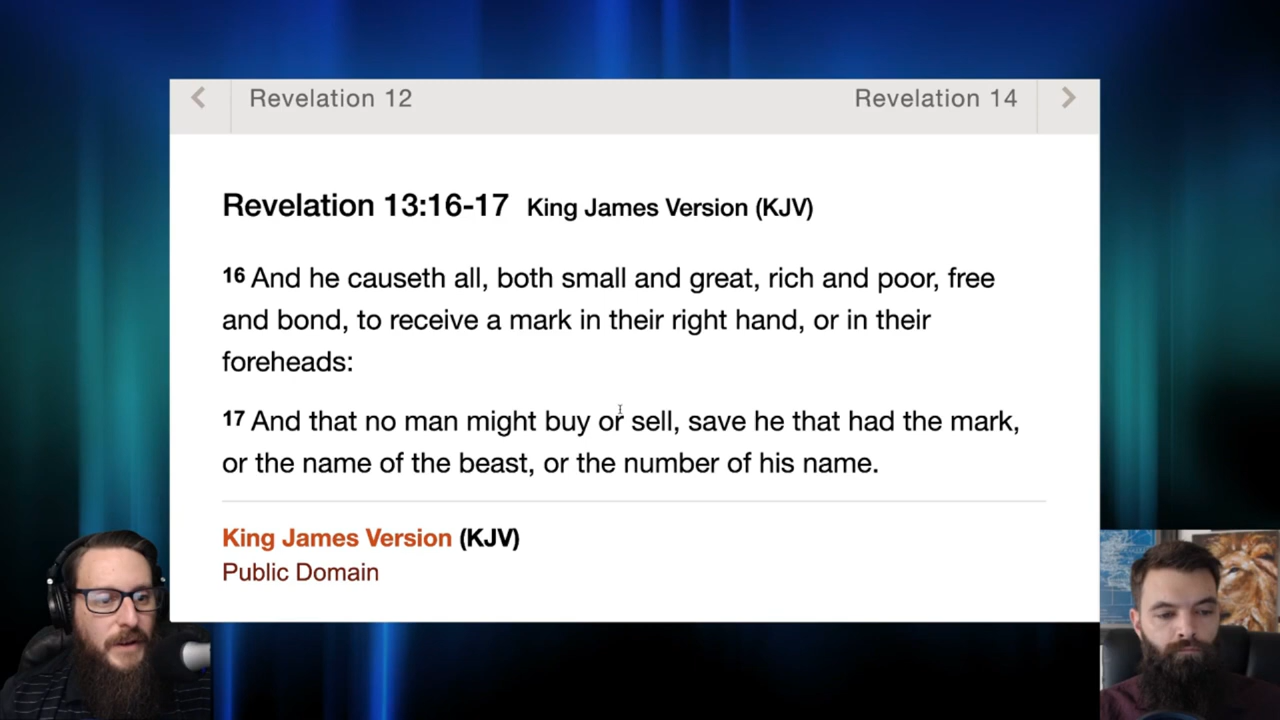 Revelation 12
Revelation 14
Revelation 13:16-17 King James Version (KJV)
16 And he causeth all, both small and great, rich and poor, free
and bond, to receive a mark in their right hand, or in their
foreheads:
17 And that no man might buy or sell, save he that had the mark,
or the name of the beast, or the number of his name.
King James Version (KJV)
Public Domain